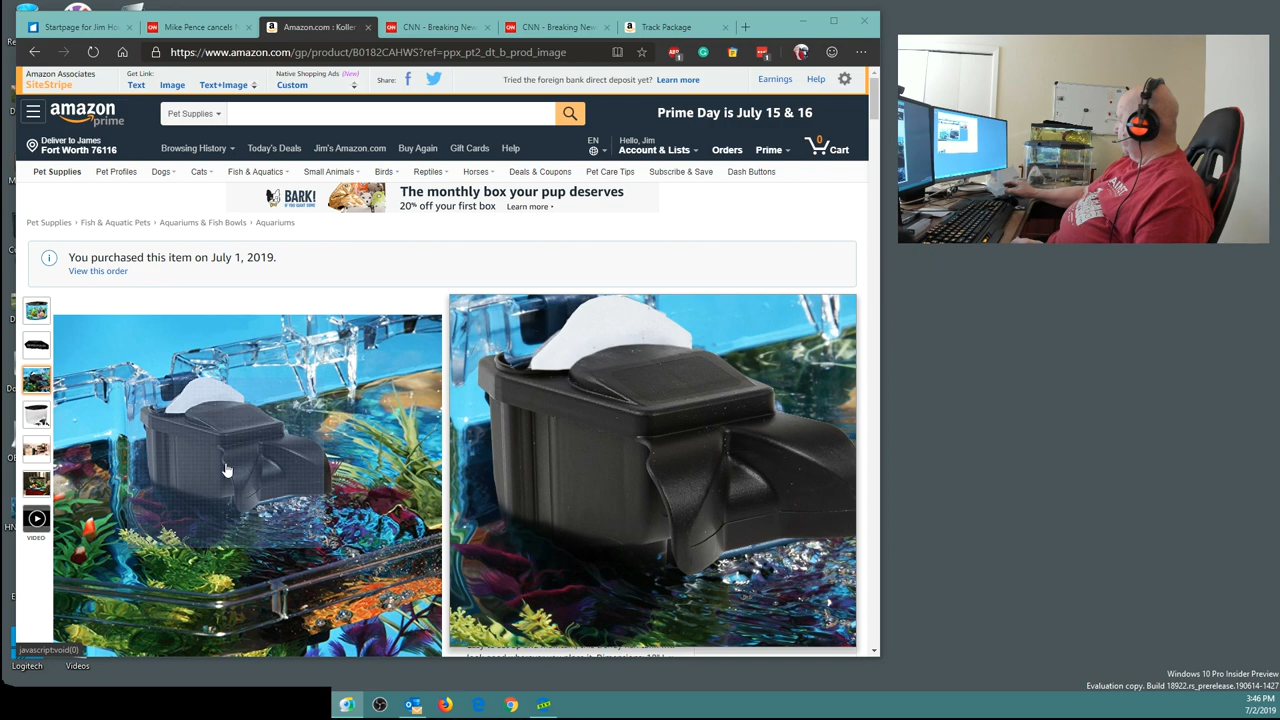 Startpage for Jim Ho
Mike Pence cancels
Amazon.com : Koller
CNN - Breaking New
CNN - Breaking New
Track Package
https://www.amazon.com/gp/product/B0182CAHWS?ref=ppx_pt2_dt_b_prod_image
Amazon Associates
SiteStripe
Get Link:
Text Image Text+Image
Native Shopping Ads (New)
Custom
Share:
Tried the foreign bank direct deposit yet? Learn more
Earnings Help
amazon
prime
Pet Supplies
Prime Day is July 15 & 16
Deliver to James
Fort Worth 76116
Browsing History Today's Deals Jim's Amazon.com Buy Again Gift Cards Help
EN
Hello, Jim
Account & Lists
Orders
Prime
0
Cart
Pet Supplies Pet Profiles Dogs Cats Fish & Aquatics Small Animals Birds Reptiles Horses Deals & Coupons Pet Care Tips Subscribe & Save Dash Buttons
BARK!
The monthly box your pup deserves
20% off your first box Learn more ›
Pet Supplies › Fish & Aquatic Pets › Aquariums & Fish Bowls › Aquariums
You purchased this item on July 1, 2019.
View this order
VIDEO
javascript:void(0)
Logitech
Videos
Windows 10 Pro Insider Preview
Evaluation copy. Build 18922.rs_prerelease.190614-1427
3:46 PM
7/2/2019